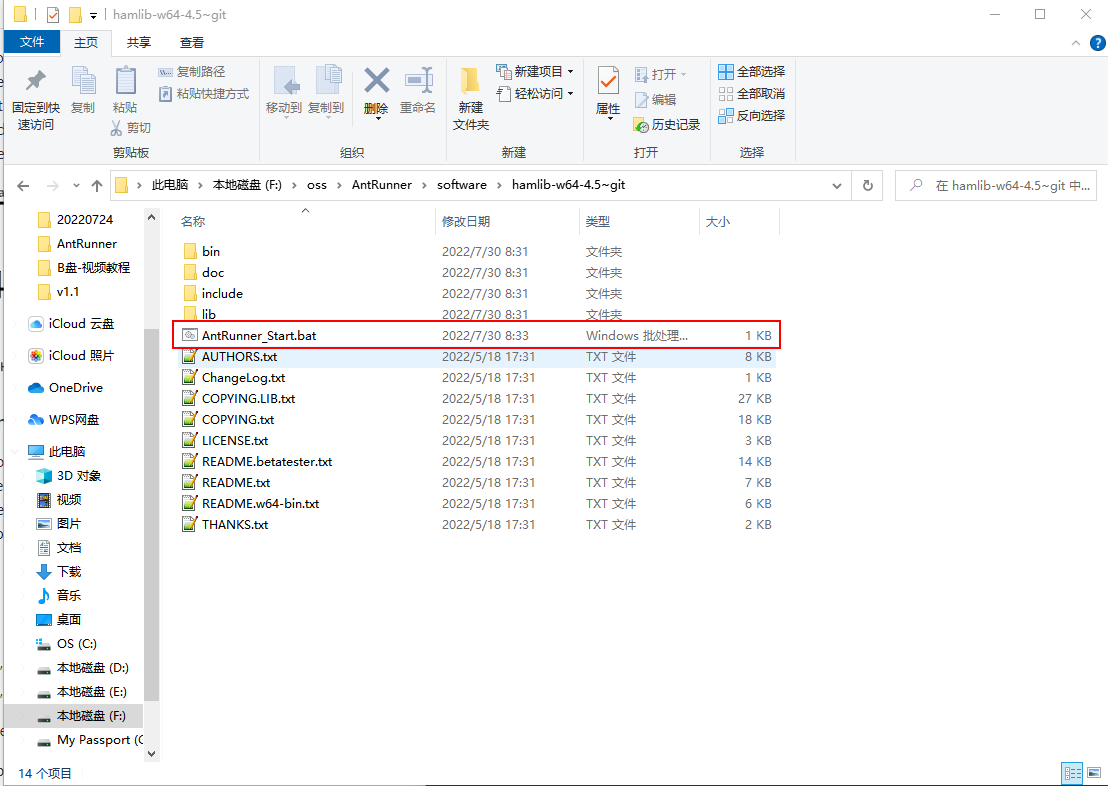 hamlib-w64-4.5~git
文件 主页 共享 查看
固定到快速访问
复制
粘贴
复制路径
粘贴快捷方式
剪切
剪贴板
移动到 复制到 删除 重命名
组织
新建文件夹
新建项目
轻松访问
新建
属性
打开
编辑
历史记录
打开
全部选择
全部取消
反向选择
选择
此电脑 › 本地磁盘 (F:) › oss › AntRunner › software › hamlib-w64-4.5~git
在 hamlib-w64-4.5~git 中...
20220724
AntRunner
B盘-视频教程
v1.1
iCloud 云盘
iCloud 照片
OneDrive
WPS网盘
此电脑
3D 对象
视频
图片
文档
下载
音乐
桌面
OS (C:)
本地磁盘 (D:)
本地磁盘 (E:)
本地磁盘 (F:)
My Passport (
名称 修改日期 类型 大小
bin 2022/7/30 8:31 文件夹
doc 2022/7/30 8:31 文件夹
include 2022/7/30 8:31 文件夹
lib 2022/7/30 8:31 文件夹
AntRunner_Start.bat 2022/7/30 8:33 Windows 批处理... 1 KB
AUTHORS.txt 2022/5/18 17:31 TXT 文件 8 KB
ChangeLog.txt 2022/5/18 17:31 TXT 文件 1 KB
COPYING.LIB.txt 2022/5/18 17:31 TXT 文件 27 KB
COPYING.txt 2022/5/18 17:31 TXT 文件 18 KB
LICENSE.txt 2022/5/18 17:31 TXT 文件 3 KB
README.betatester.txt 2022/5/18 17:31 TXT 文件 14 KB
README.txt 2022/5/18 17:31 TXT 文件 7 KB
README.w64-bin.txt 2022/5/18 17:31 TXT 文件 6 KB
THANKS.txt 2022/5/18 17:31 TXT 文件 2 KB
14 个项目